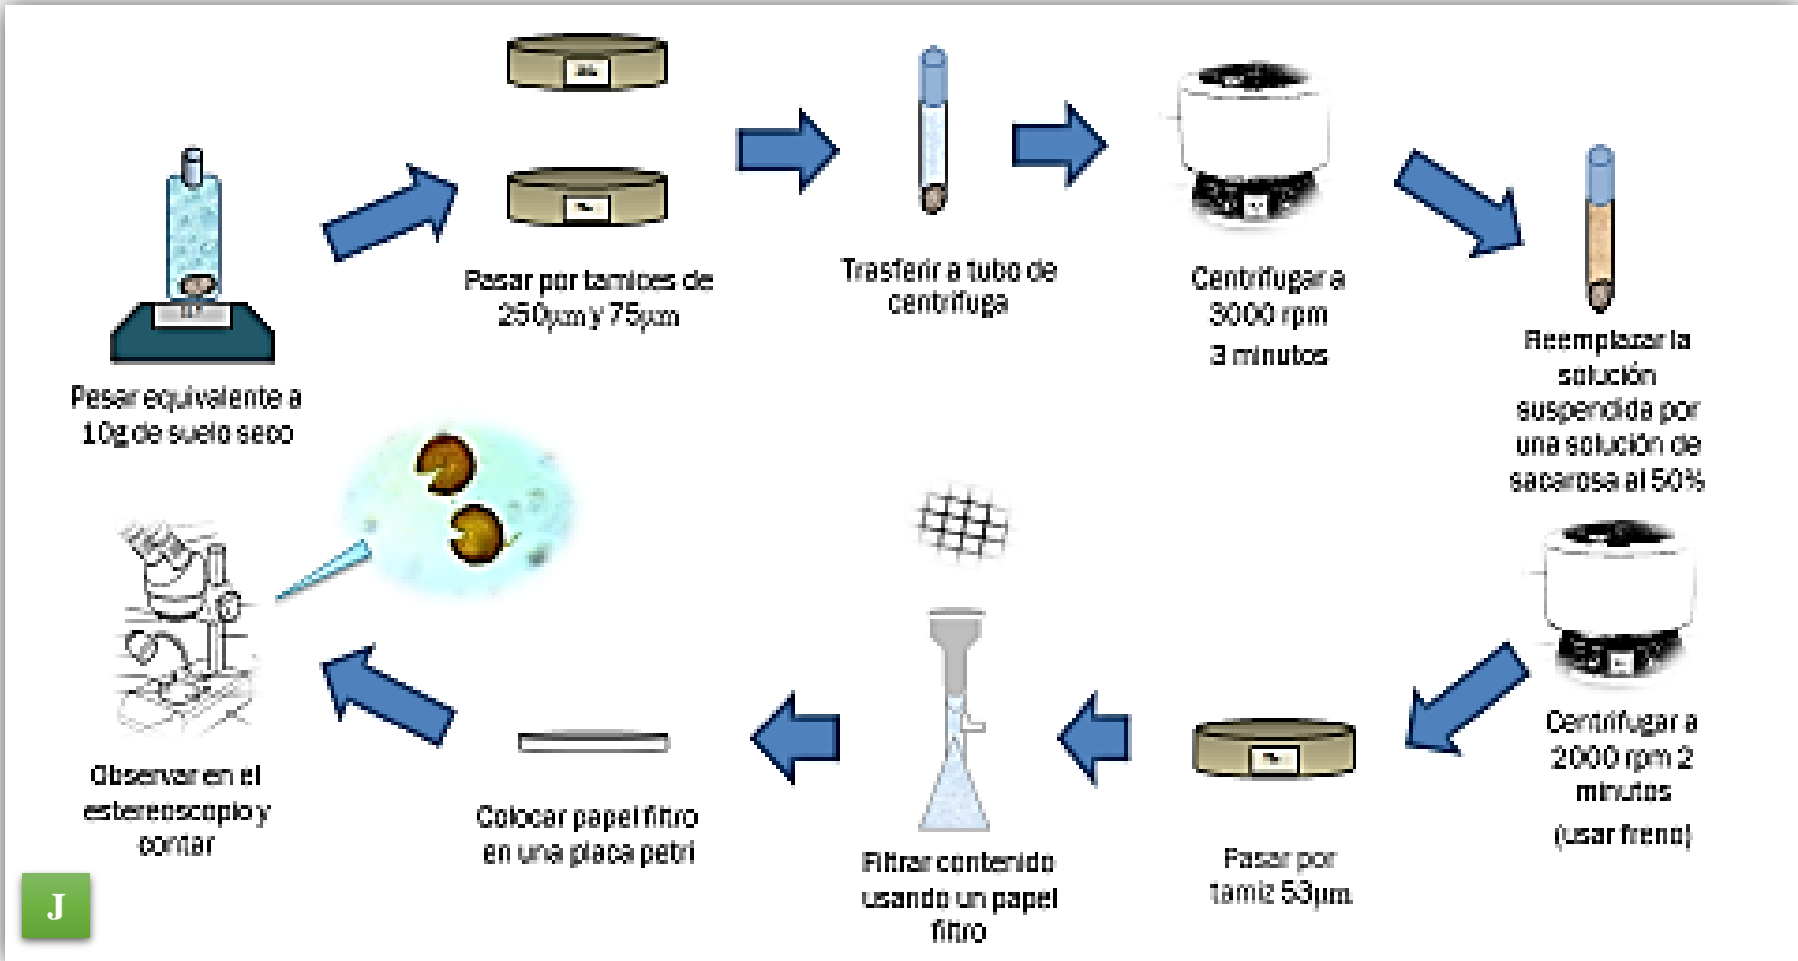 Pesar equivalente a
10g de suelo seco
Pasar por tamices de
250µm y 75µm
Trasferir a tubo de
centrífuga
Centrífugar a
3000 rpm
3 minutos
Reemplazar la
solución
suspendida por
una solución de
sacarosa al 50%
Centrífugar a
2000 rpm 2
minutos
(usar freno)
Pasar por
tamiz 53µm
Filtrar contenido
usando un papel
filtro
Colocar papel filtro
en una placa petri
Observar en el
estereoscopio y
contar
J